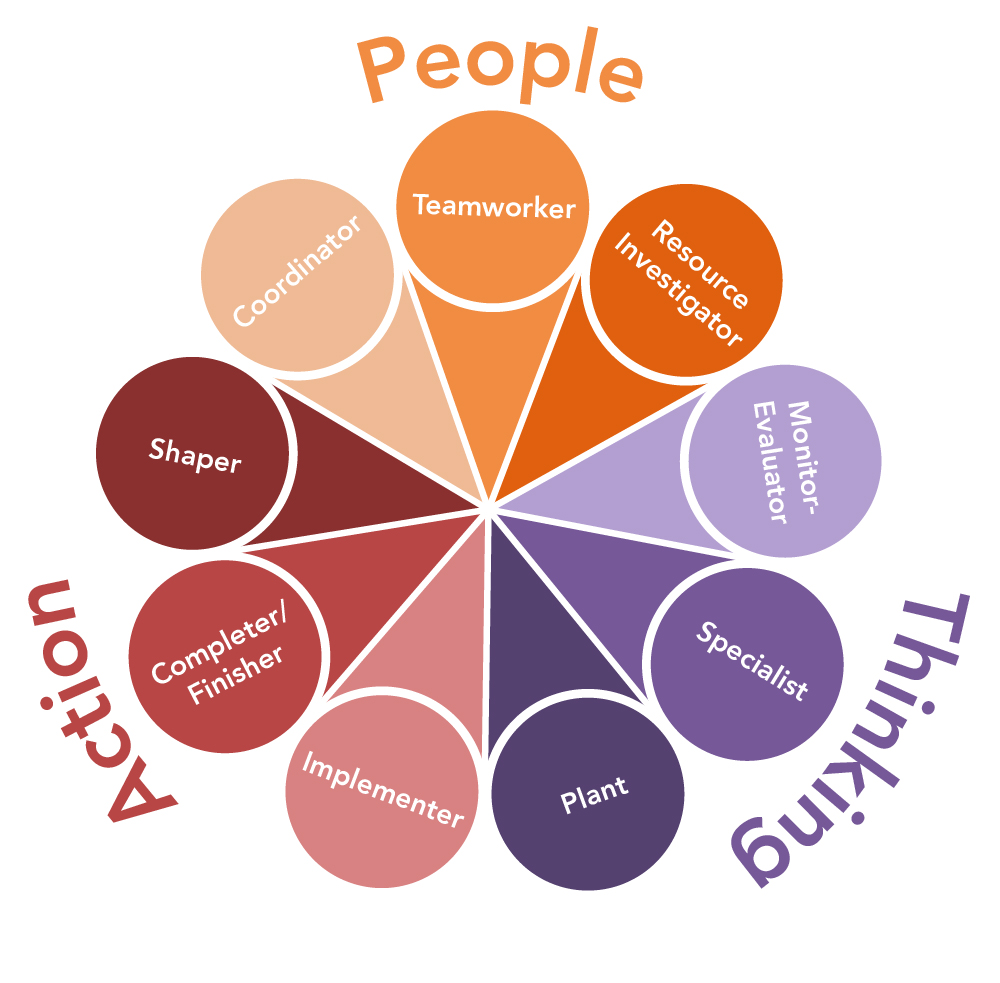 People
Teamworker
Resource
Investigator
Monitor-
Evaluator
Specialist
Plant
Implementer
Completer/
Finisher
Shaper
Coordinator
Thinking
Action